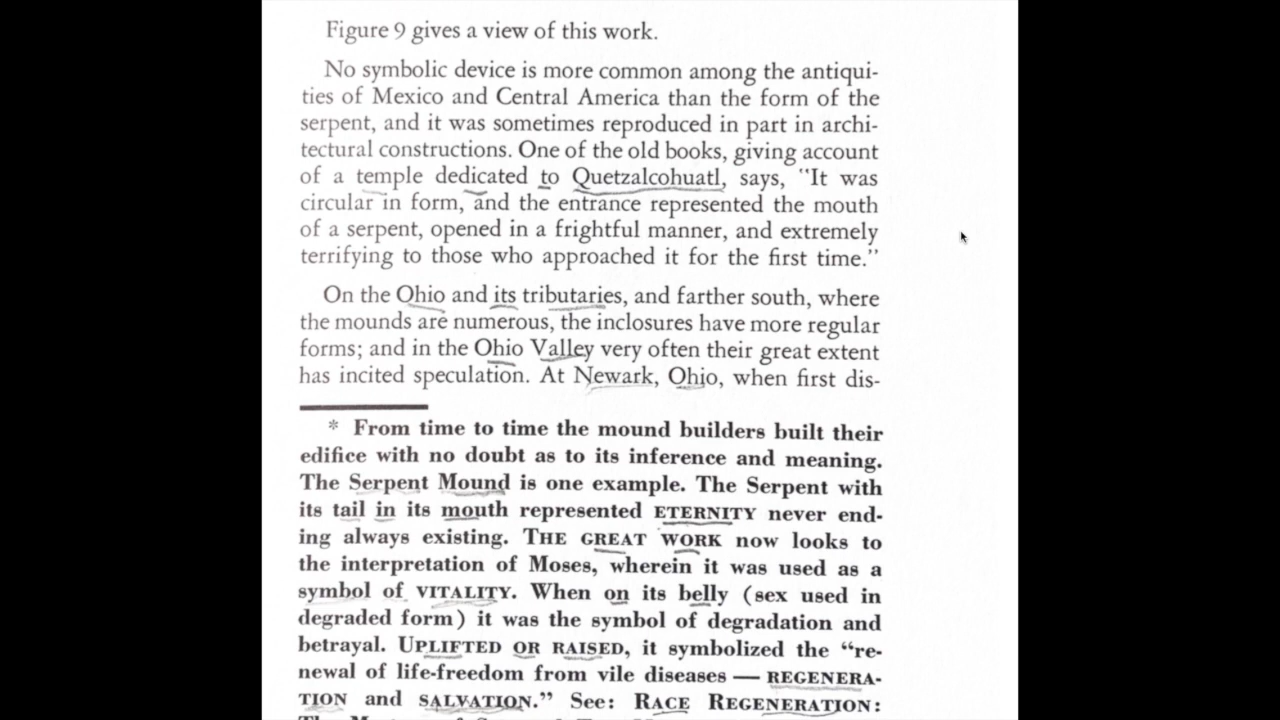 Figure 9 gives a view of this work.
No symbolic device is more common among the antiqui-
ties of Mexico and Central America than the form of the
serpent, and it was sometimes reproduced in part in archi-
tectural constructions. One of the old books, giving account
of a temple dedicated to Quetzalcohuatl, says, "It was
circular in form, and the entrance represented the mouth
of a serpent, opened in a frightful manner, and extremely
terrifying to those who approached it for the first time."
On the Ohio and its tributaries, and farther south, where
the mounds are numerous, the inclosures have more regular
forms; and in the Ohio Valley very often their great extent
has incited speculation. At Newark, Ohio, when first dis-
* From time to time the mound builders built their
edifice with no doubt as to its inference and meaning.
The Serpent Mound is one example. The Serpent with
its tail in its mouth represented ETERNITY never end-
ing always existing. THE GREAT WORK now looks to
the interpretation of Moses, wherein it was used as a
symbol of VITALITY. When on its belly (sex used in
degraded form) it was the symbol of degradation and
betrayal. UPLIFTED OR RAISED, it symbolized the "re-
newal of life-freedom from vile diseases — REGENERA-
TION and SALVATION." See: RACE REGENERATION: